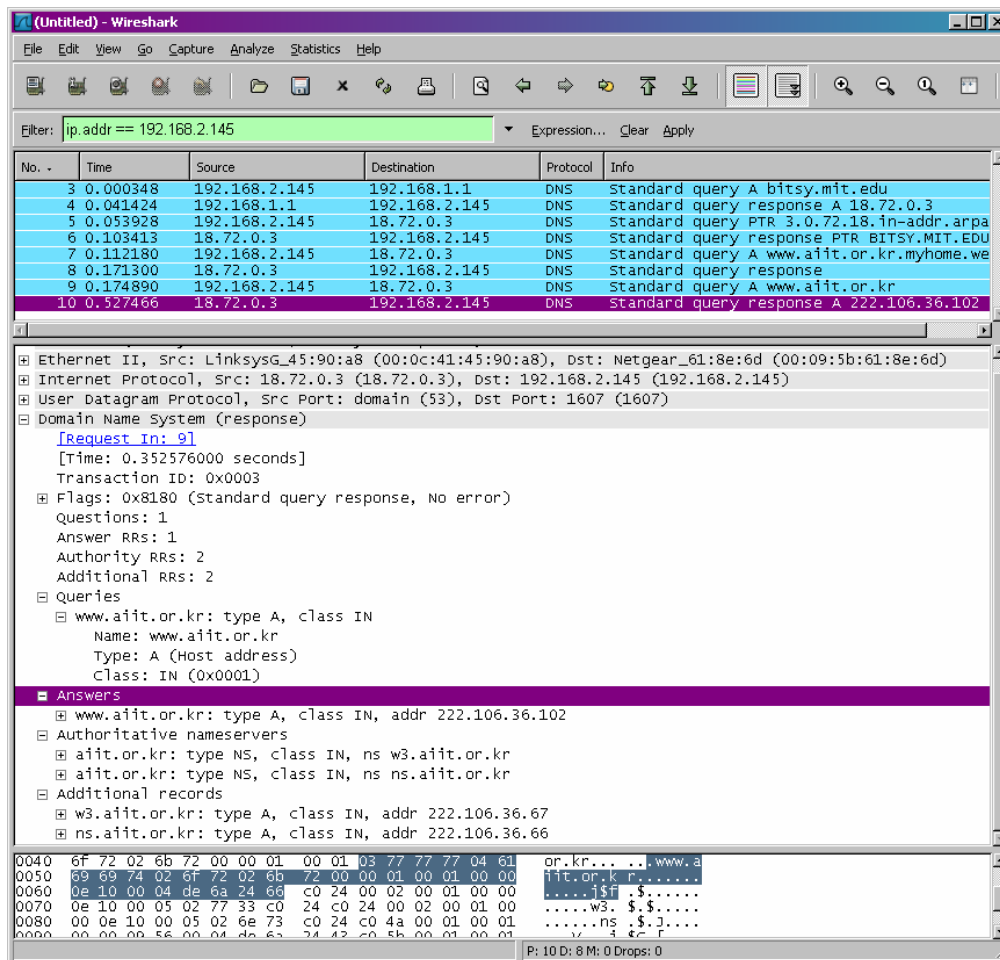 (Untitled) - Wireshark
File Edit View Go Capture Analyze Statistics Help
Filter: ip.addr == 192.168.2.145 Expression... Clear Apply
No. Time Source Destination Protocol Info
3 0.000348 192.168.2.145 192.168.1.1 DNS Standard query A bitsy.mit.edu
4 0.041424 192.168.1.1 192.168.2.145 DNS Standard query response A 18.72.0.3
5 0.053928 192.168.2.145 18.72.0.3 DNS Standard query PTR 3.0.72.18.in-addr.arpa
6 0.103413 18.72.0.3 192.168.2.145 DNS Standard query response PTR BITSY.MIT.EDU
7 0.112180 192.168.2.145 18.72.0.3 DNS Standard query A www.aiit.or.kr.myhome.we
8 0.171300 18.72.0.3 192.168.2.145 DNS Standard query response
9 0.174890 192.168.2.145 18.72.0.3 DNS Standard query A www.aiit.or.kr
10 0.527466 18.72.0.3 192.168.2.145 DNS Standard query response A 222.106.36.102
Ethernet II, Src: LinksysG_45:90:a8 (00:0c:41:45:90:a8), Dst: Netgear_61:8e:6d (00:09:5b:61:8e:6d)
Internet Protocol, Src: 18.72.0.3 (18.72.0.3), Dst: 192.168.2.145 (192.168.2.145)
User Datagram Protocol, Src Port: domain (53), Dst Port: 1607 (1607)
Domain Name System (response)
[Request In: 9]
[Time: 0.352576000 seconds]
Transaction ID: 0x0003
Flags: 0x8180 (Standard query response, No error)
Questions: 1
Answer RRs: 1
Authority RRs: 2
Additional RRs: 2
Queries
www.aiit.or.kr: type A, class IN
Name: www.aiit.or.kr
Type: A (Host address)
Class: IN (0x0001)
Answers
www.aiit.or.kr: type A, class IN, addr 222.106.36.102
Authoritative nameservers
aiit.or.kr: type NS, class IN, ns w3.aiit.or.kr
aiit.or.kr: type NS, class IN, ns ns.aiit.or.kr
Additional records
w3.aiit.or.kr: type A, class IN, addr 222.106.36.67
ns.aiit.or.kr: type A, class IN, addr 222.106.36.66
0040 6f 72 02 6b 72 00 00 01 00 01 03 77 77 77 04 61 or.kr... ...www.a
0050 69 69 74 02 6f 72 02 6b 72 00 00 01 00 01 00 00 iit.or.k r.......
0060 0e 10 00 04 de 6a 24 66 c0 24 00 02 00 01 00 00 .....j$f .$......
0070 0e 10 00 05 02 77 33 c0 24 c0 24 00 02 00 01 00 .....w3. $.$.....
0080 00 0e 10 00 05 02 6e 73 c0 24 c0 4a 00 01 00 01 ......ns .$.J....
P: 10 D: 8 M: 0 Drops: 0